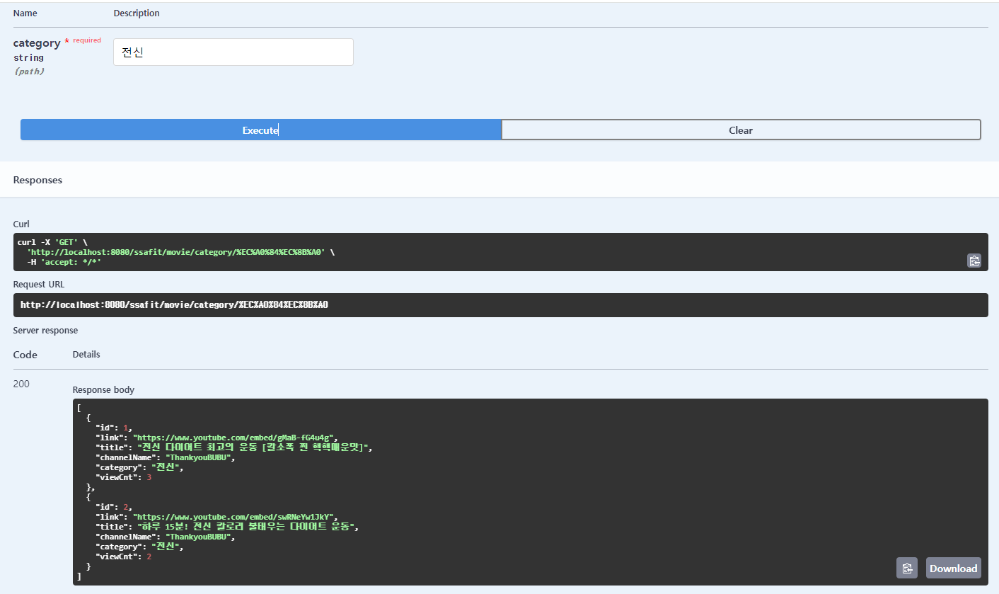 Name Description
category * required
전신
string
(path)
Execute Clear
Responses
Curl
curl -X 'GET' \
'http://localhost:8080/ssafit/movie/category/%EC%A0%84%EC%8B%A0' \
-H 'accept: */*'
Request URL
http://localhost:8080/ssafit/movie/category/%EC%A0%84%EC%8B%A0
Server response
Code Details
200
Response body
[
{
"id": 1,
"link": "https://www.youtube.com/embed/gMaB-fG4u4g",
"title": "전신 다이어트 최고의 운동 [칼소폭 찐 핵핵매운맛]",
"channelName": "ThankyouBUBU",
"category": "전신",
"viewCnt": 3
},
{
"id": 2,
"link": "https://www.youtube.com/embed/swRNeYw1JkY",
"title": "하루 15분! 전신 칼로리 불태우는 다이어트 운동",
"channelName": "ThankyouBUBU",
"category": "전신",
"viewCnt": 2
}
]
Download